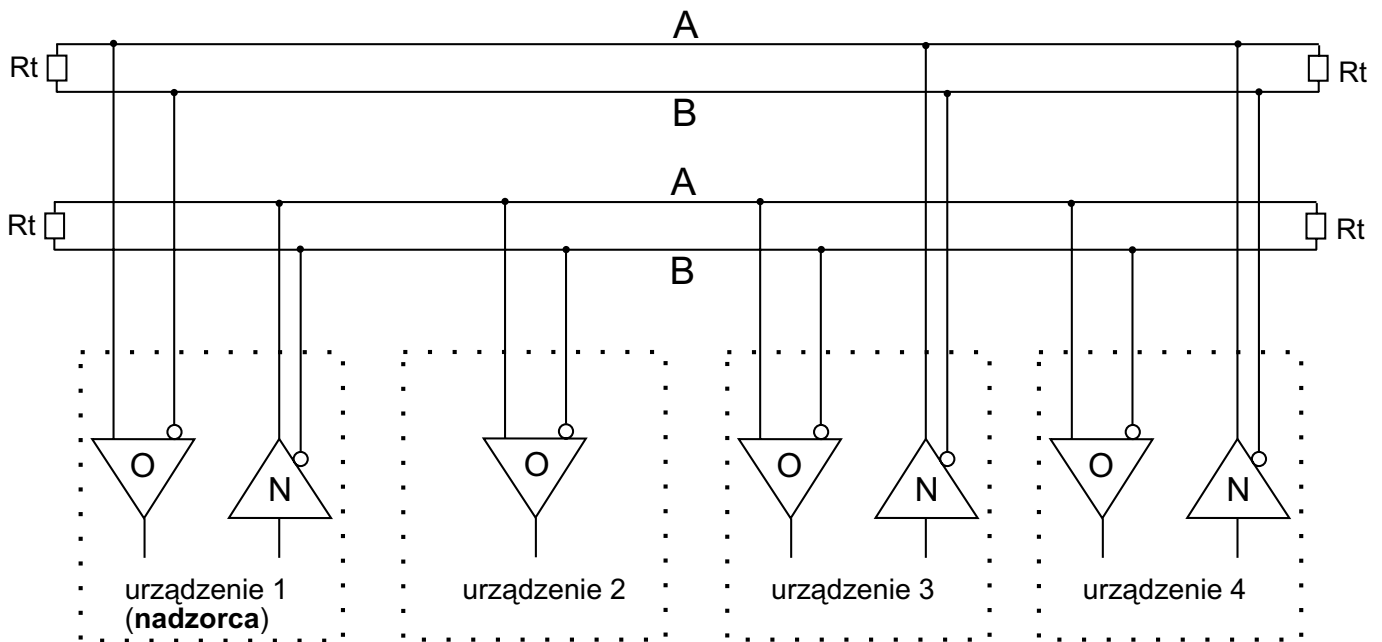 A
Rt Rt
B
A
Rt Rt
B
O N O O N O N
urządzenie 1 urządzenie 2 urządzenie 3 urządzenie 4
(nadzorca)